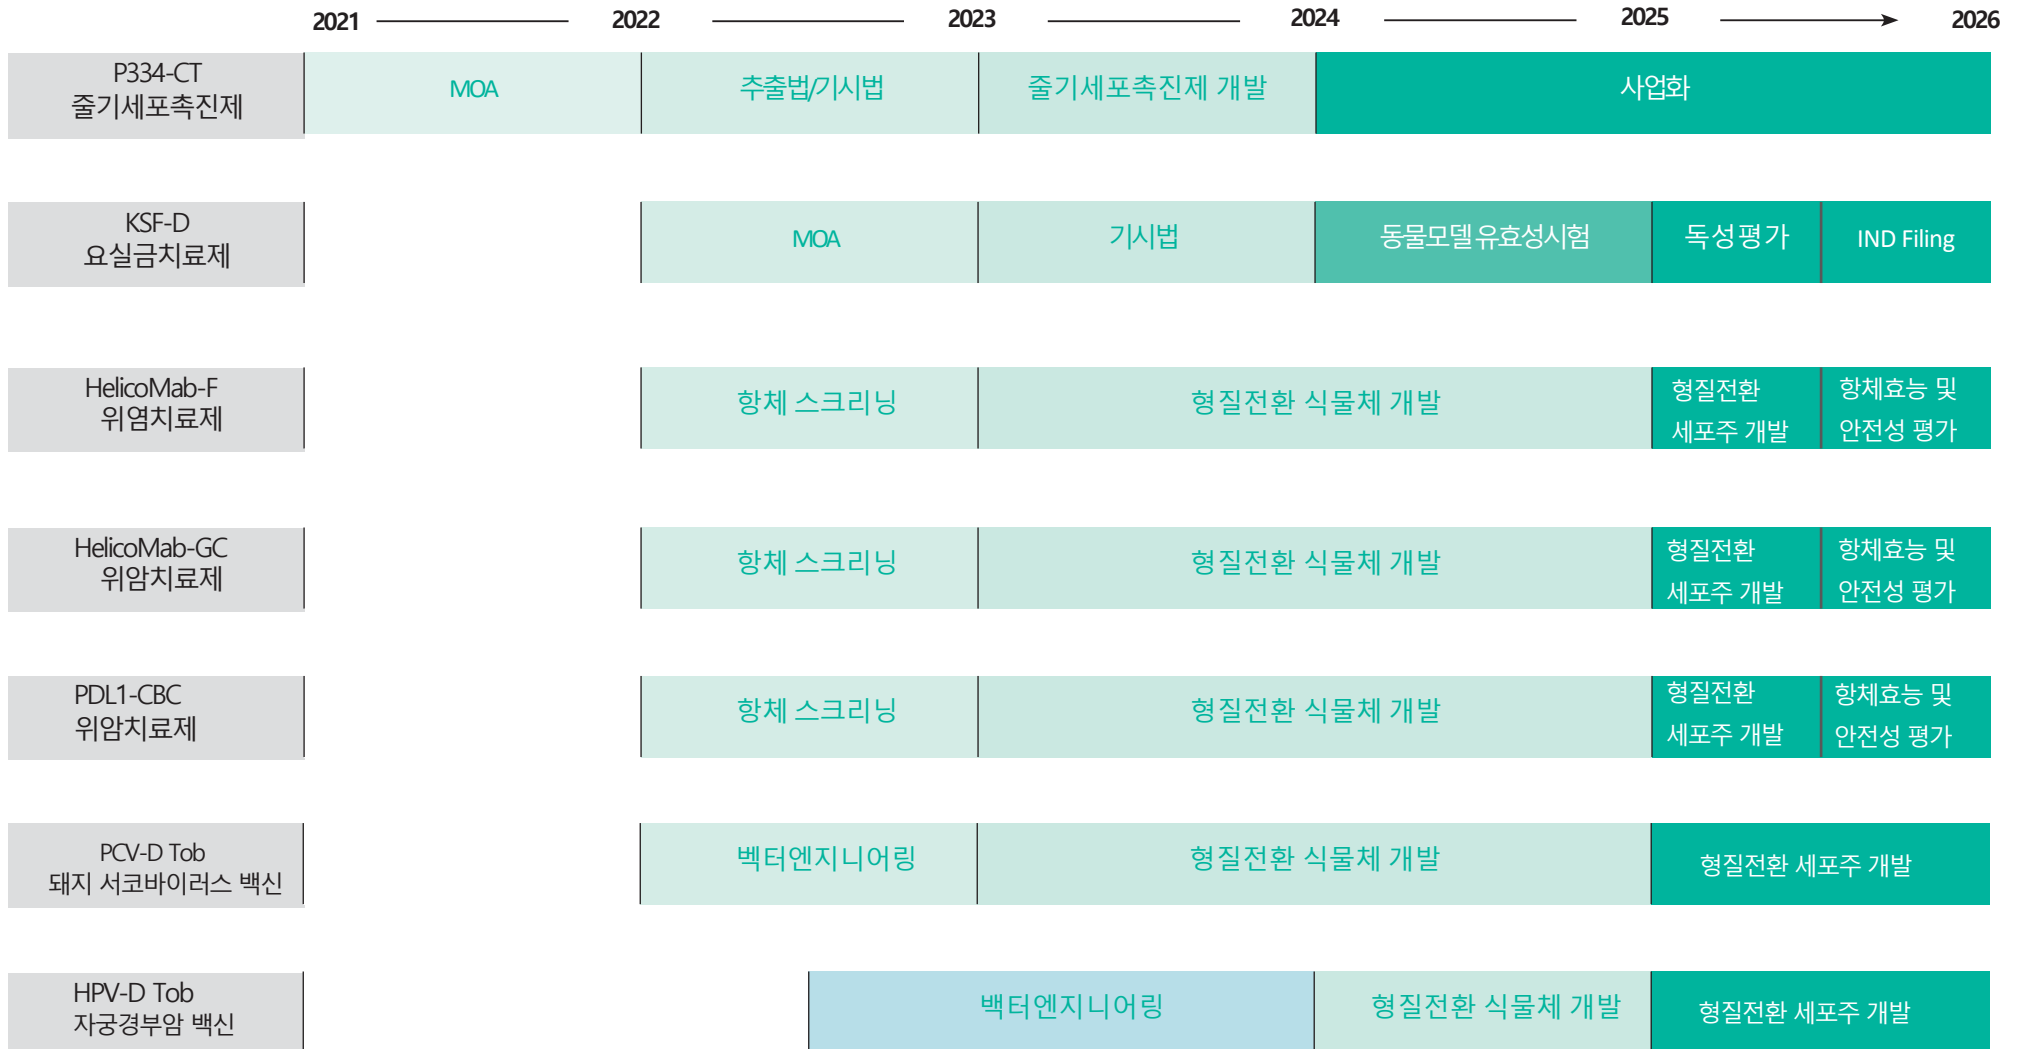 2021 2022 2023 2024 2025 2026
P334-CT
줄기세포촉진제
MOA
추출법/기시법
줄기세포촉진제 개발
사업화
KSF-D
요실금치료제
MOA
기시법
동물모델 유효성시험
독성평가
IND Filing
HelicoMab-F
위염치료제
항체 스크리닝
형질전환 식물체 개발
형질전환
세포주 개발
항체효능 및
안전성 평가
HelicoMab-GC
위암치료제
항체 스크리닝
형질전환 식물체 개발
형질전환
세포주 개발
항체효능 및
안전성 평가
PDL1-CBC
위암치료제
항체 스크리닝
형질전환 식물체 개발
형질전환
세포주 개발
항체효능 및
안전성 평가
PCV-D Tob
돼지 서코바이러스 백신
벡터엔지니어링
형질전환 식물체 개발
형질전환 세포주 개발
HPV-D Tob
자궁경부암 백신
백터엔지니어링
형질전환 식물체 개발
형질전환 세포주 개발